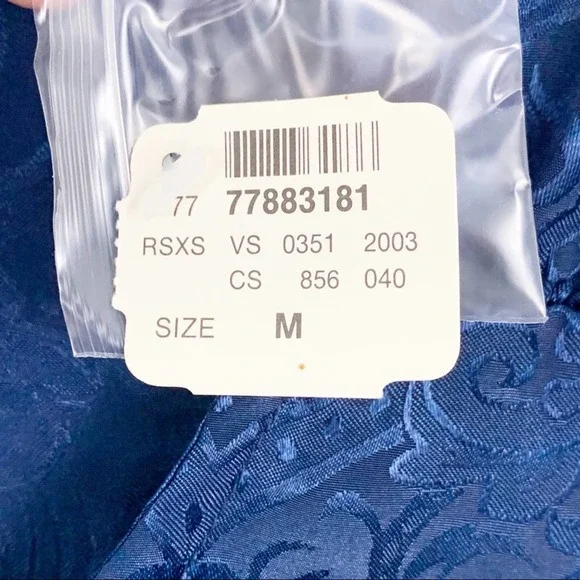 77 77883181
RSXS VS 0351 2003
CS 856 040
SIZE M